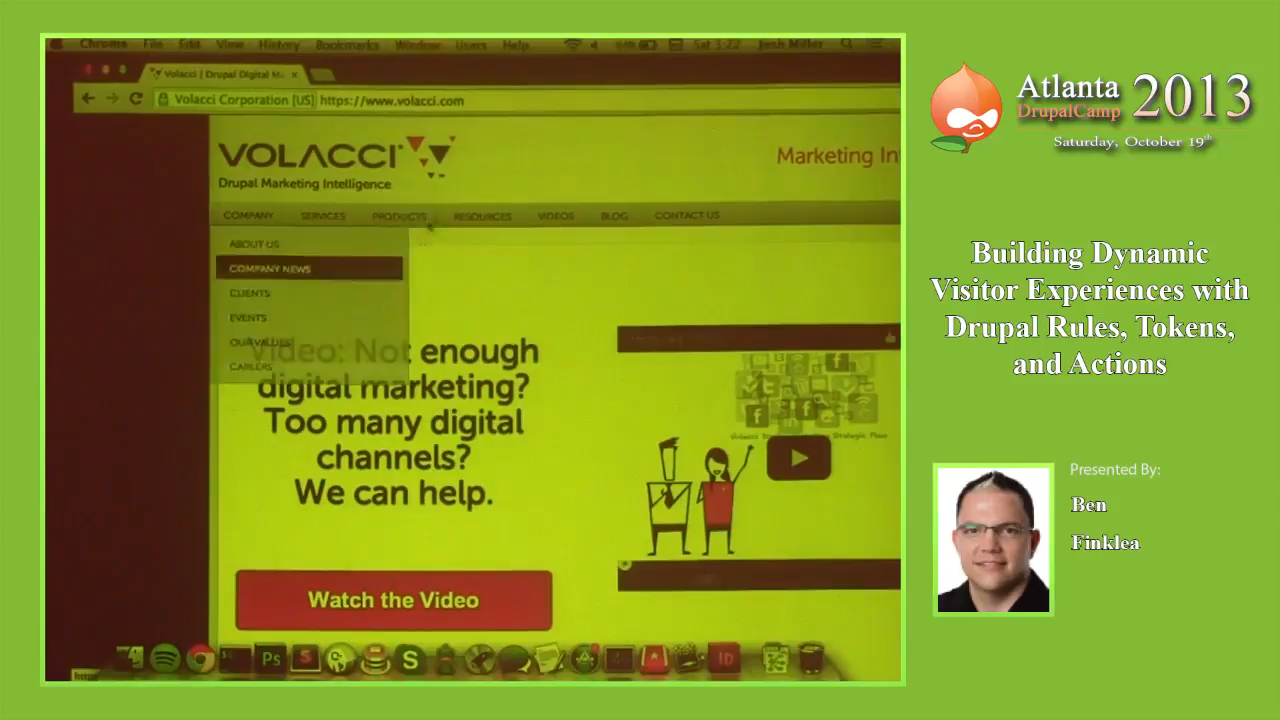 Chrome File Edit View History Bookmarks Window Users Help Sat 3:22 Josh Miller
Volacci | Drupal Digital M
Volacci Corporation [US] https://www.volacci.com
VOLACCI
Drupal Marketing Intelligence
Marketing In
COMPANY SERVICES PRODUCTS RESOURCES VIDEOS BLOG CONTACT US
ABOUT US
COMPANY NEWS
CLIENTS
EVENTS
OUR VALUES
CAREERS
Video: Not enough
digital marketing?
Too many digital
channels?
We can help.
Watch the Video
Atlanta
DrupalCamp
2013
Saturday, October 19th
Building Dynamic
Visitor Experiences with
Drupal Rules, Tokens,
and Actions
Presented By:
Ben
Finklea